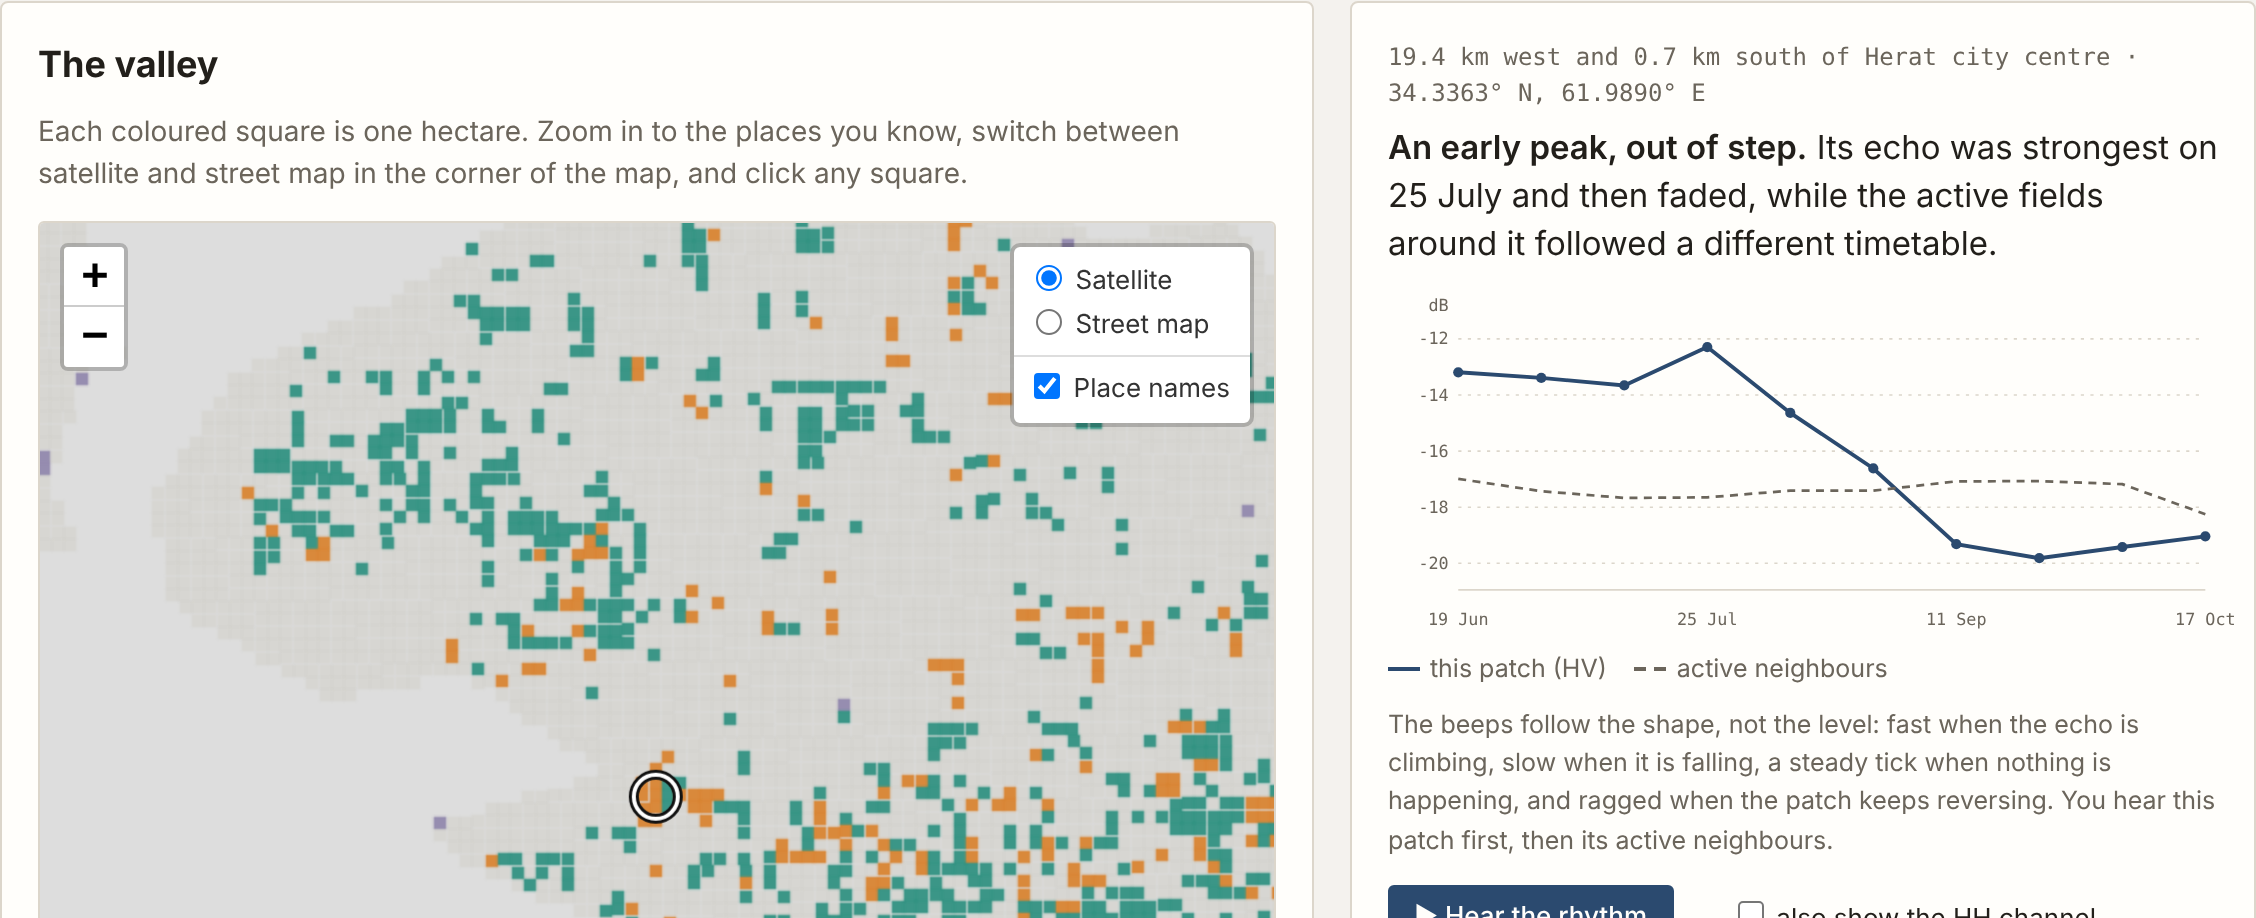 The valley
Each coloured square is one hectare. Zoom in to the places you know, switch between
satellite and street map in the corner of the map, and click any square.
+
−
Satellite
Street map
Place names
19.4 km west and 0.7 km south of Herat city centre ·
34.3363° N, 61.9890° E
An early peak, out of step. Its echo was strongest on
25 July and then faded, while the active fields
around it followed a different timetable.
dB
-12
-14
-16
-18
-20
19 Jun 25 Jul 11 Sep 17 Oct
this patch (HV) active neighbours
The beeps follow the shape, not the level: fast when the echo is
climbing, slow when it is falling, a steady tick when nothing is
happening, and ragged when the patch keeps reversing. You hear this
patch first, then its active neighbours.
▶ Hear the rhythm also show the HH channel